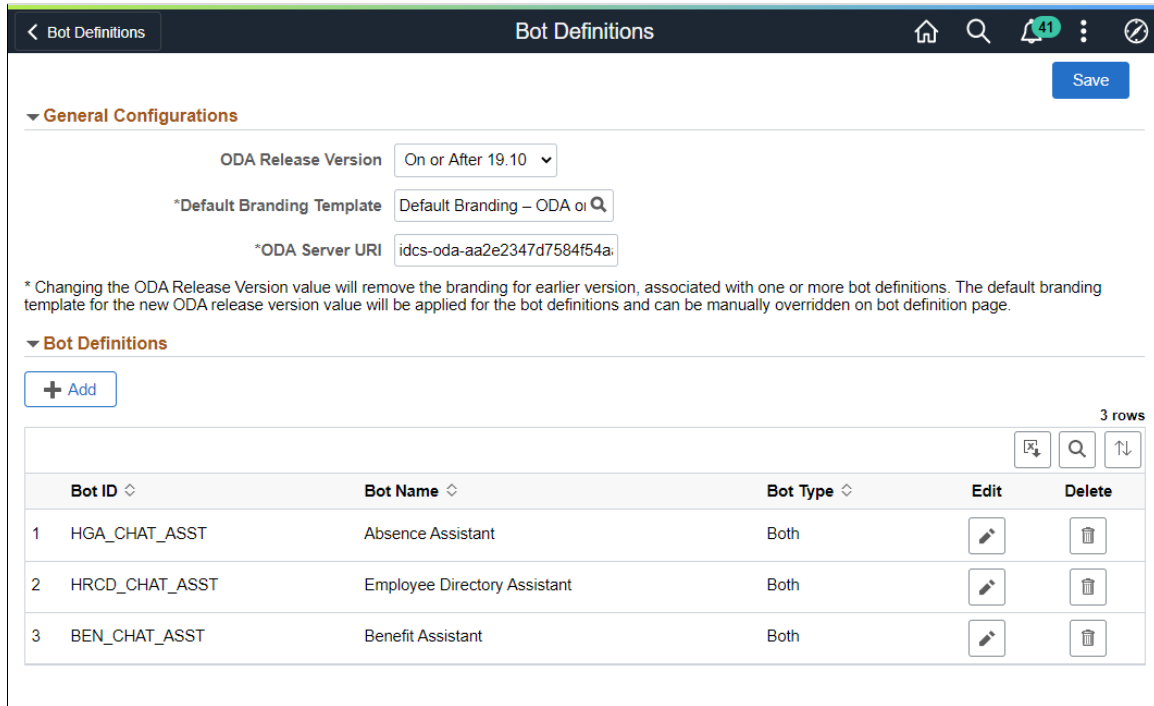 Bot Definitions
Bot Definitions
41
Save
General Configurations
ODA Release Version On or After 19.10
*Default Branding Template Default Branding – ODA or
*ODA Server URI idcs-oda-aa2e2347d7584f54aa
* Changing the ODA Release Version value will remove the branding for earlier version, associated with one or more bot definitions. The default branding
template for the new ODA release version value will be applied for the bot definitions and can be manually overridden on bot definition page.
Bot Definitions
Add
3 rows
Bot ID Bot Name Bot Type Edit Delete
1 HGA_CHAT_ASST Absence Assistant Both
2 HRCD_CHAT_ASST Employee Directory Assistant Both
3 BEN_CHAT_ASST Benefit Assistant Both